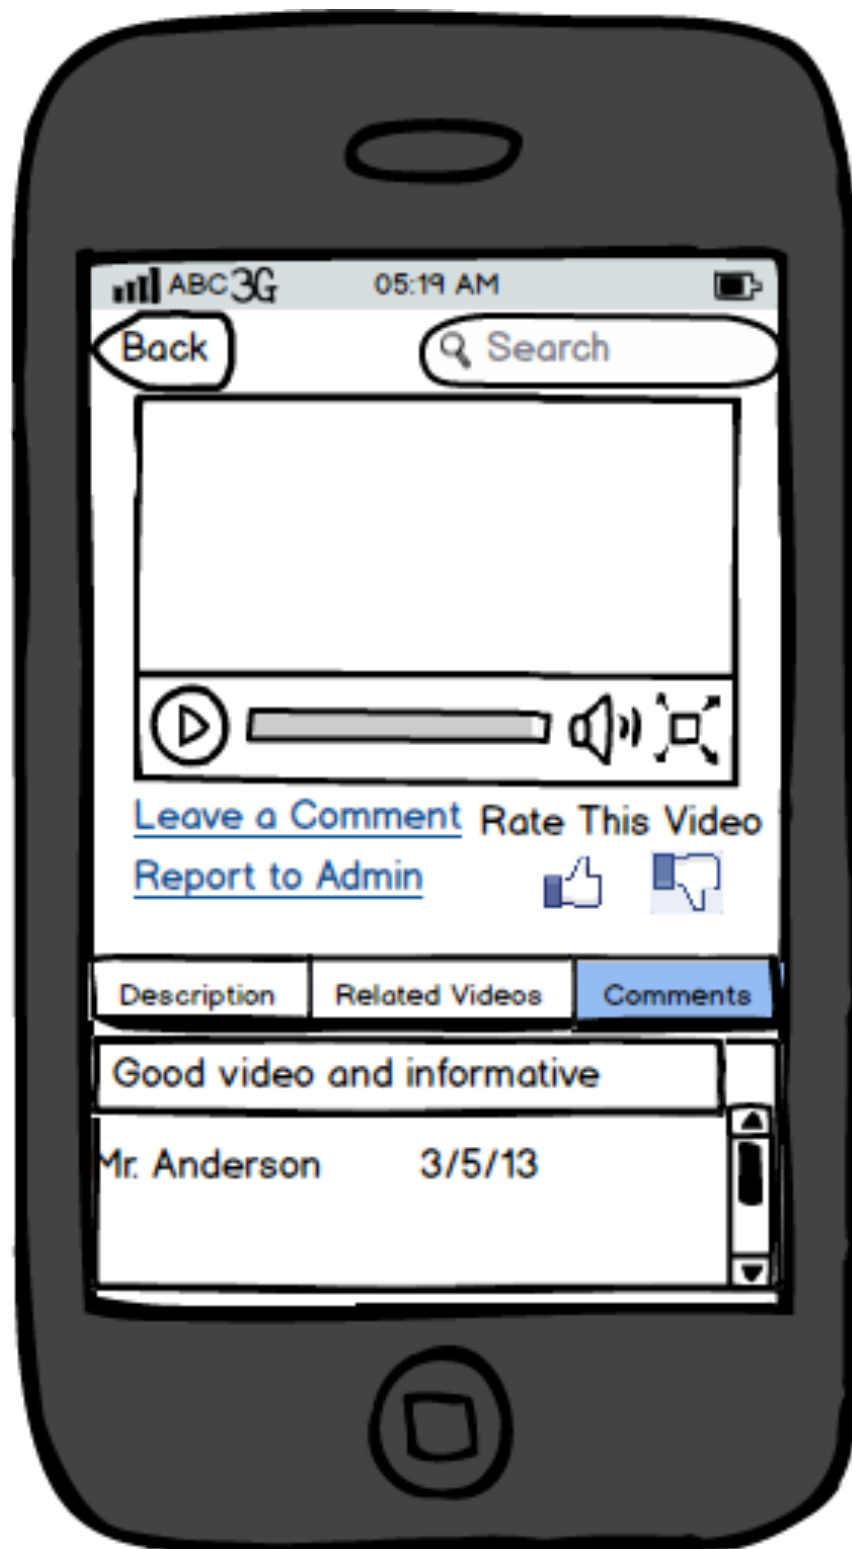 ABC 3G 05:19 AM
Back Search
Leave a Comment Rate This Video
Report to Admin
Description Related Videos Comments
Good video and informative
Mr. Anderson 3/5/13